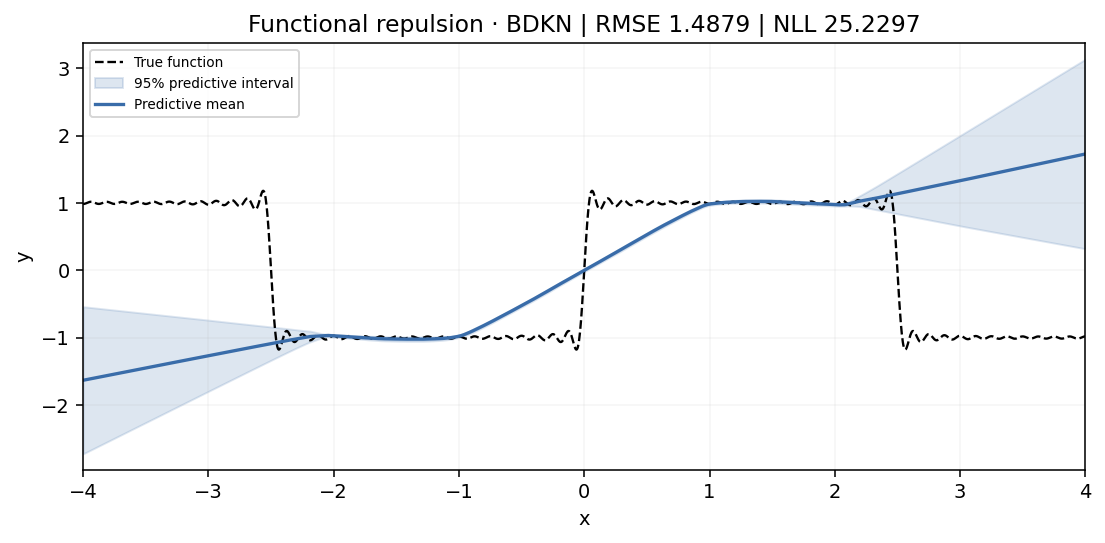 Functional repulsion · BDKN | RMSE 1.4879 | NLL 25.2297
True function
95% predictive interval
Predictive mean
y
3
2
1
0
−1
−2
−4 −3 −2 −1 0 1 2 3 4
x